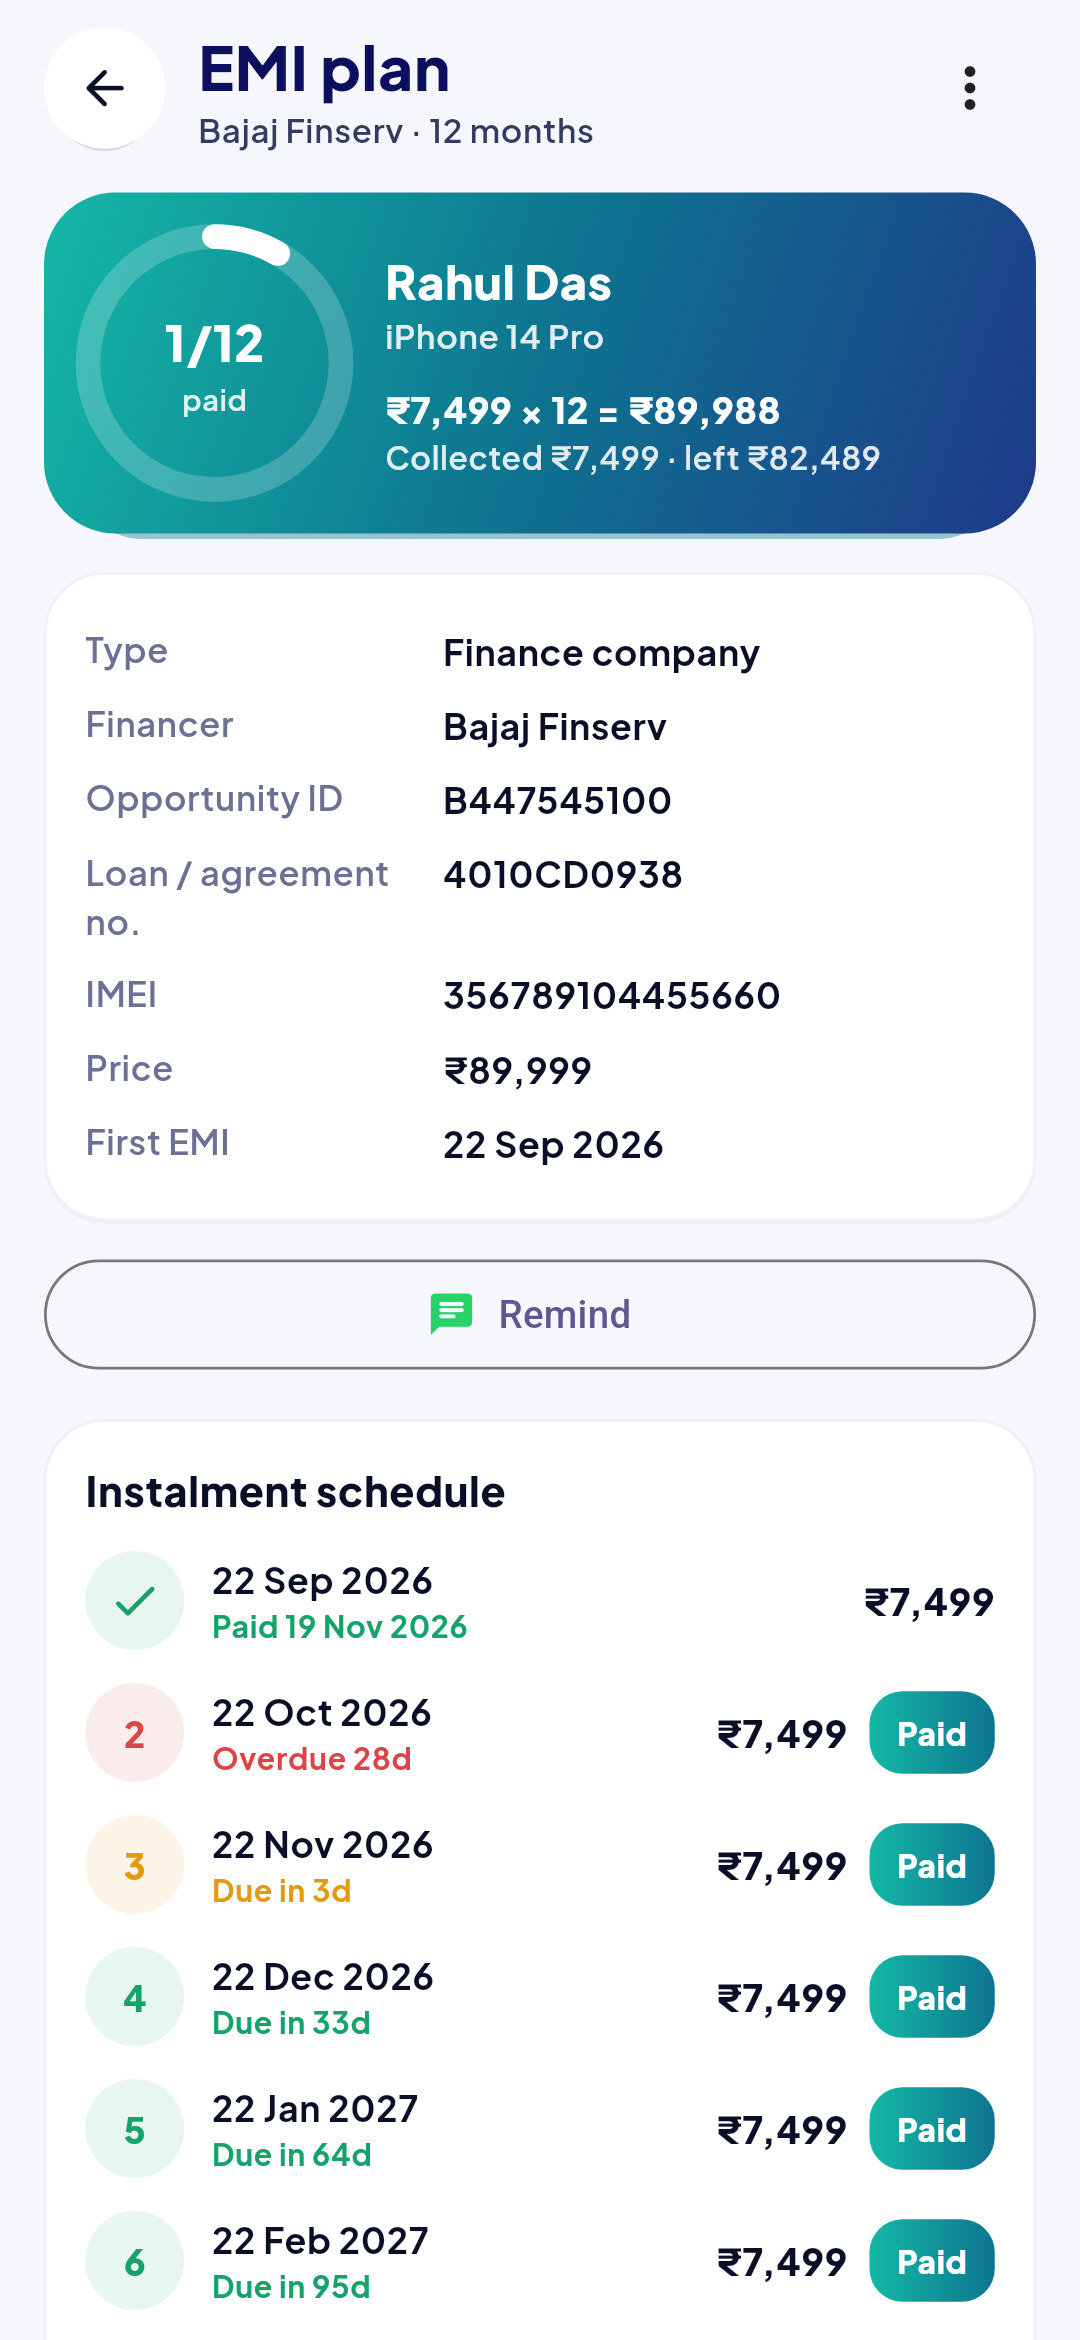 EMI plan
Bajaj Finserv · 12 months
1/12
paid
Rahul Das
iPhone 14 Pro
₹7,499 × 12 = ₹89,988
Collected ₹7,499 · left ₹82,489
Type Finance company
Financer Bajaj Finserv
Opportunity ID B447545100
Loan / agreement no. 4010CD0938
IMEI 356789104455660
Price ₹89,999
First EMI 22 Sep 2026
Remind
Instalment schedule
22 Sep 2026 ₹7,499
Paid 19 Nov 2026
2 22 Oct 2026 ₹7,499 Paid
Overdue 28d
3 22 Nov 2026 ₹7,499 Paid
Due in 3d
4 22 Dec 2026 ₹7,499 Paid
Due in 33d
5 22 Jan 2027 ₹7,499 Paid
Due in 64d
6 22 Feb 2027 ₹7,499 Paid
Due in 95d